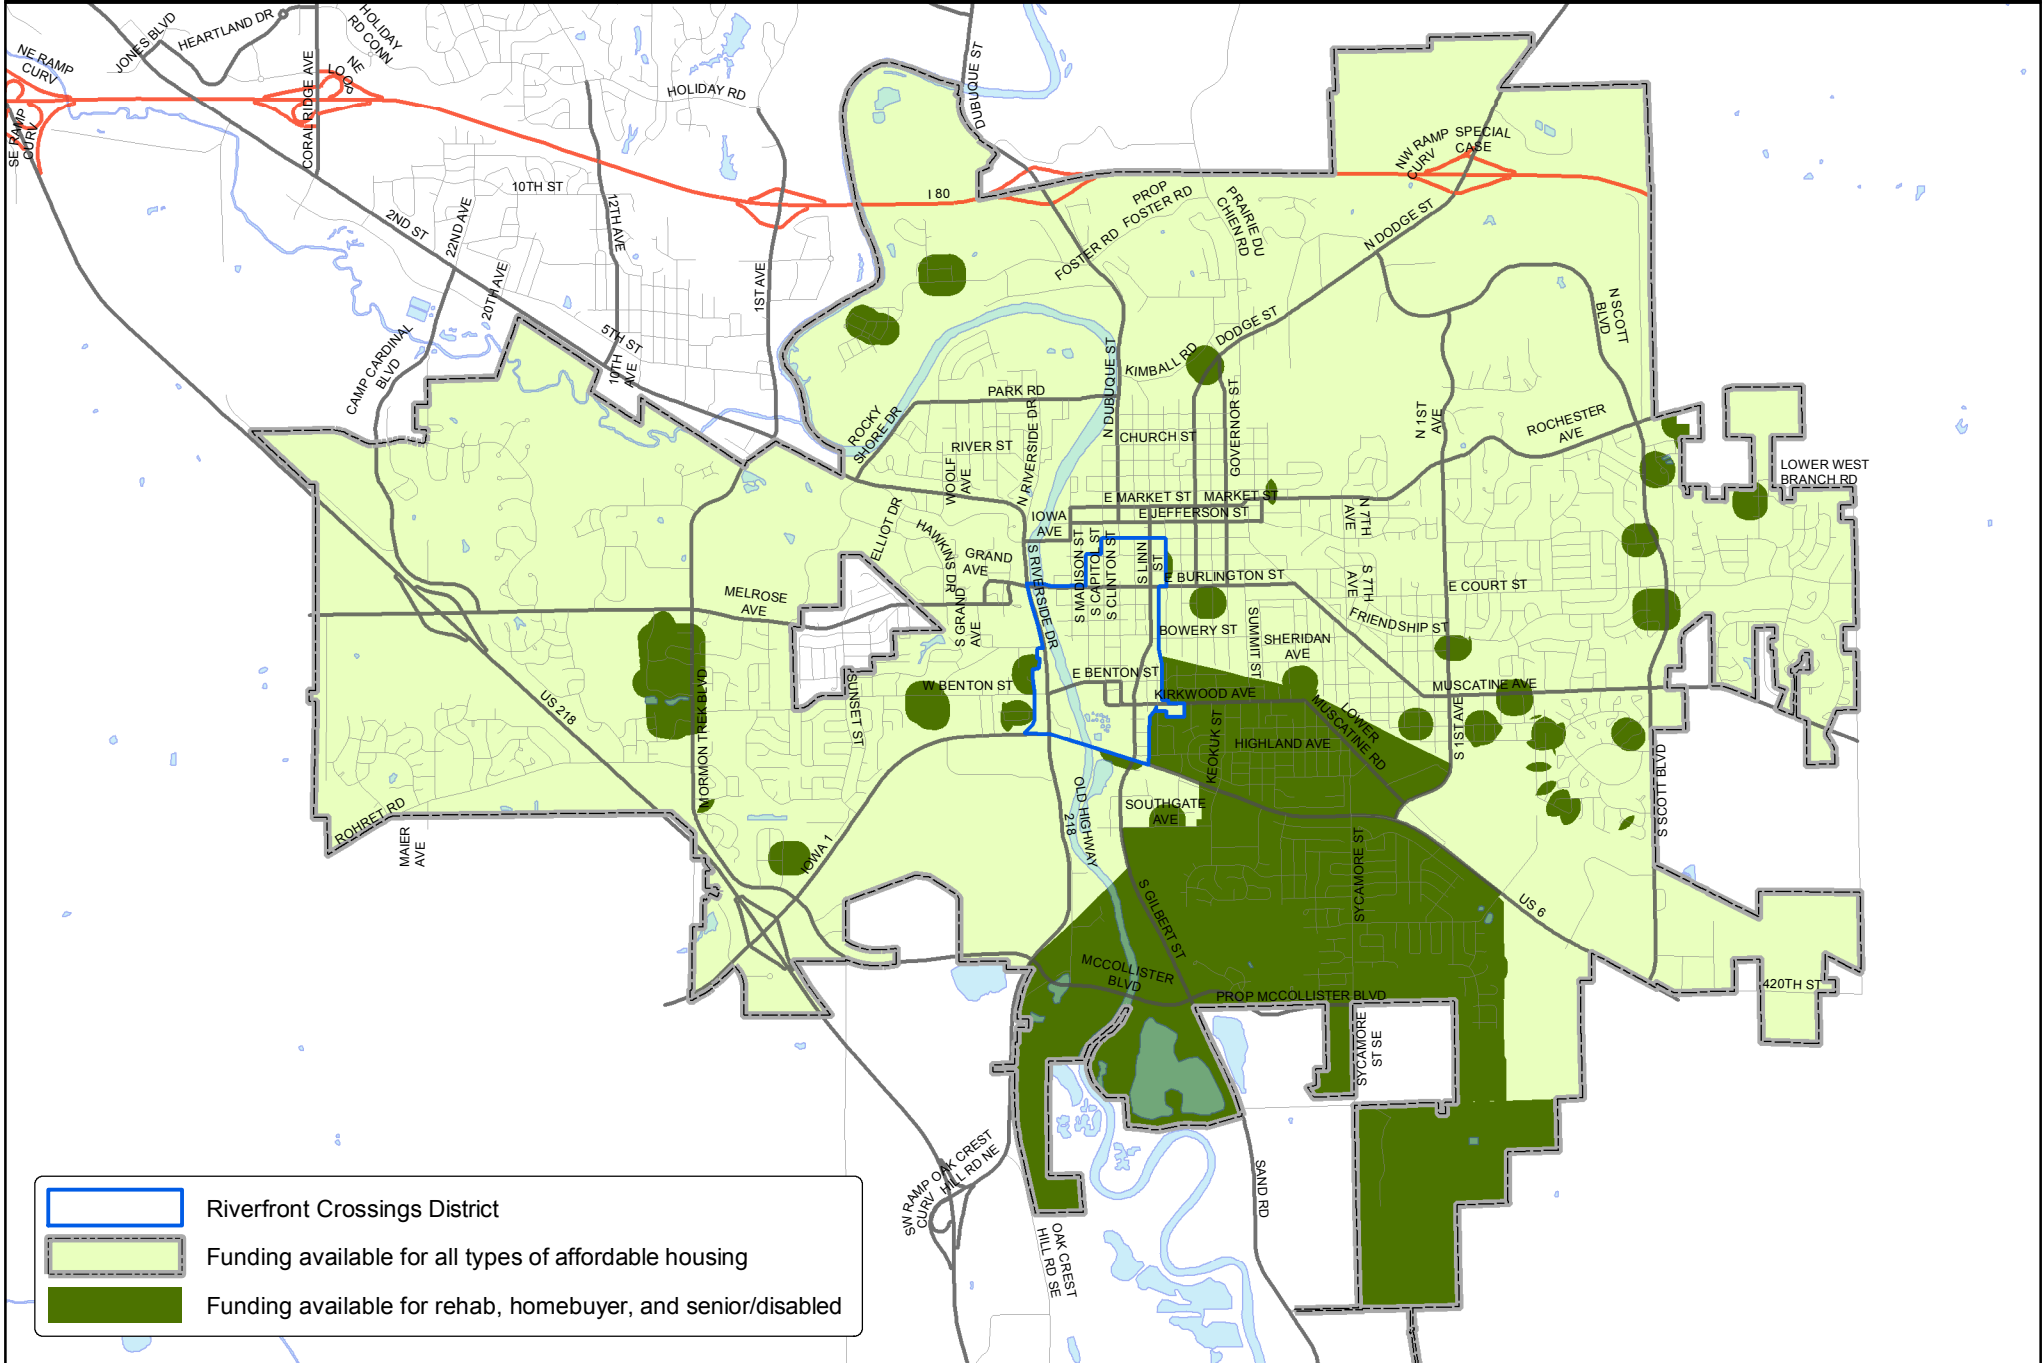 JONES BLVD
HEARTLAND DR
HOLIDAY
RD CONN
NE
LOOP
NE RAMP
CURV
SE RAMP
CURV
CORAL RIDGE AVE
HOLIDAY RD
DUBUQUE ST
NW RAMP SPECIAL
CURV CASE
I 80
10TH ST
12TH AVE
2ND ST
22ND AVE
20TH AVE
1ST AVE
5TH ST
10TH
AVE
CAMP CARDINAL
BLVD
PROP
FOSTER RD
FOSTER RD
PRAIRIE DU
CHIEN RD
N DODGE ST
N SCOTT
BLVD
DODGE ST
KIMBALL RD
N DUBUQUE ST
PARK RD
ROCKY
SHORE DR
RIVER ST
WOOLF
AVE
N RIVERSIDE DR
CHURCH ST
GOVERNOR ST
N 1ST
AVE
ROCHESTER
AVE
LOWER WEST
BRANCH RD
E MARKET ST
MARKET ST
E JEFFERSON ST
IOWA
AVE
N 7TH
AVE
ELLIOT DR
HAWKINS DR
GRAND
AVE
S MADISON ST
S CAPITOL ST
S CLINTON ST
S LINN
ST
E BURLINGTON ST
S 7TH
AVE
E COURT ST
MELROSE
AVE
S GRAND
AVE
S RIVERSIDE DR
BOWERY ST
SUMMIT ST
SHERIDAN
AVE
FRIENDSHIP ST
E BENTON ST
W BENTON ST
KIRKWOOD AVE
MUSCATINE AVE
LOWER
MUSCATINE RD
US 218
MORMON TREK BLVD
SUNSET ST
KEOKUK ST
HIGHLAND AVE
S 1ST AVE
S SCOTT BLVD
ROHRET RD
MAIER
AVE
IOWA 1
OLD HIGHWAY
218
SOUTHGATE
AVE
SYCAMORE ST
US 6
S GILBERT ST
MCCOLLISTER
BLVD
PROP MCCOLLISTER BLVD
420TH ST
SYCAMORE
ST SE
SW RAMP OAK CREST
CURV HILL RD NE
OAK CREST
HILL RD SE
SAND RD
Riverfront Crossings District
Funding available for all types of affordable housing
Funding available for rehab, homebuyer, and senior/disabled